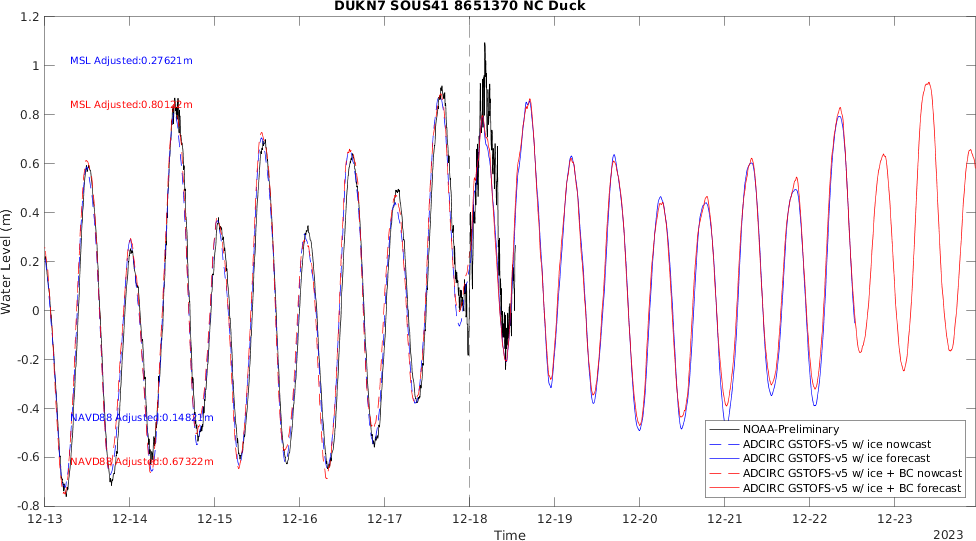 DUKN7 SOUS41 8651370 NC Duck
1.2
1
0.8
0.6
0.4
0.2
0
-0.2
-0.4
-0.6
-0.8
Water Level (m)
MSL Adjusted:0.27621m
MSL Adjusted:0.80122m
NAVD88 Adjusted:0.14821m
NAVD88 Adjusted:0.67322m
NOAA-Preliminary
ADCIRC GSTOFS-v5 w/ ice nowcast
ADCIRC GSTOFS-v5 w/ ice forecast
ADCIRC GSTOFS-v5 w/ ice + BC nowcast
ADCIRC GSTOFS-v5 w/ ice + BC forecast
12-13 12-14 12-15 12-16 12-17 12-18 12-19 12-20 12-21 12-22 12-23
Time
2023